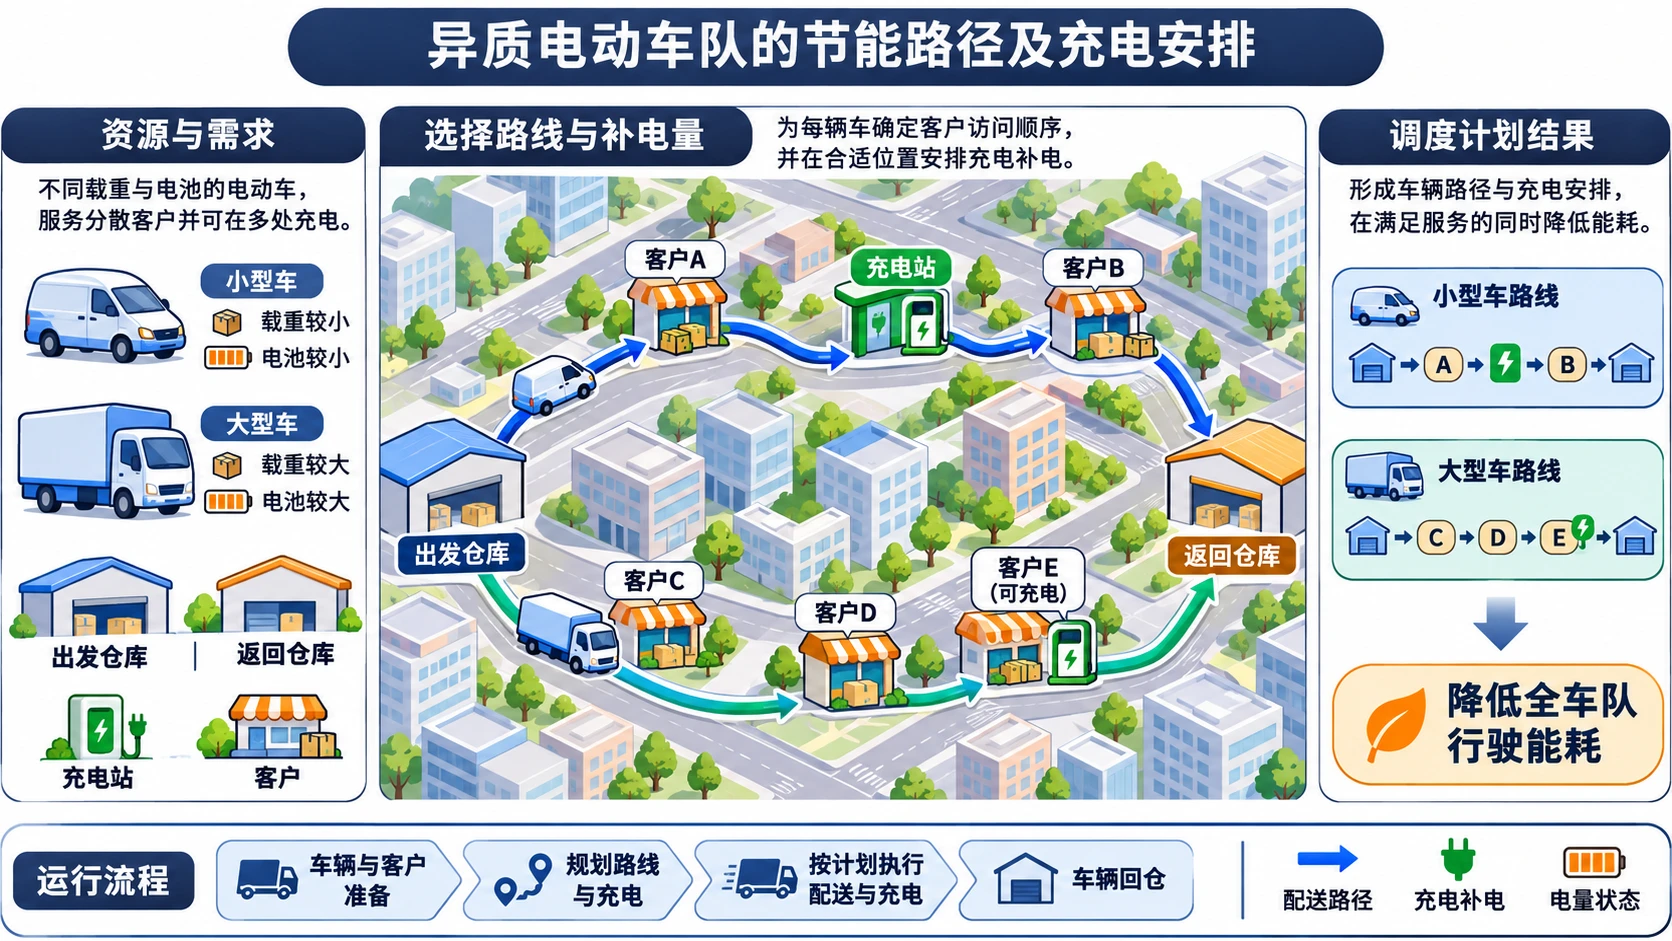 异质电动车队的节能路径及充电安排
资源与需求
不同载重与电池的电动车，
服务分散客户并可在多处充电。
小型车
载重较小
电池较小
大型车
载重较大
电池较大
出发仓库
返回仓库
充电站
客户
选择路线与补电量
为每辆车确定客户访问顺序，
并在合适位置安排充电补电。
客户A
充电站
客户B
出发仓库
返回仓库
客户C
客户D
客户E
（可充电）
调度计划结果
形成车辆路径与充电安排，
在满足服务的同时降低能耗。
小型车路线
A
B
大型车路线
C
D
E
降低全车队
行驶能耗
运行流程
车辆与客户
准备
规划路线
与充电
按计划执行
配送与充电
车辆回仓
配送路径
充电补电
电量状态